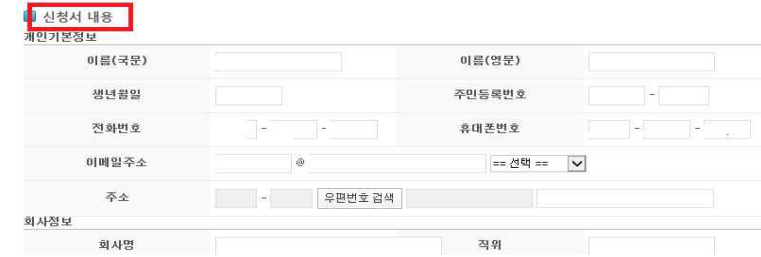 신청서 내용
개인기본정보
이름(국문) 이름(영문)
생년월일 주민등록번호 -
전화번호 - - 휴대폰번호 - -
이메일주소 @ == 선택 ==
주소 - 우편번호 검색
회사정보
회사명 직위